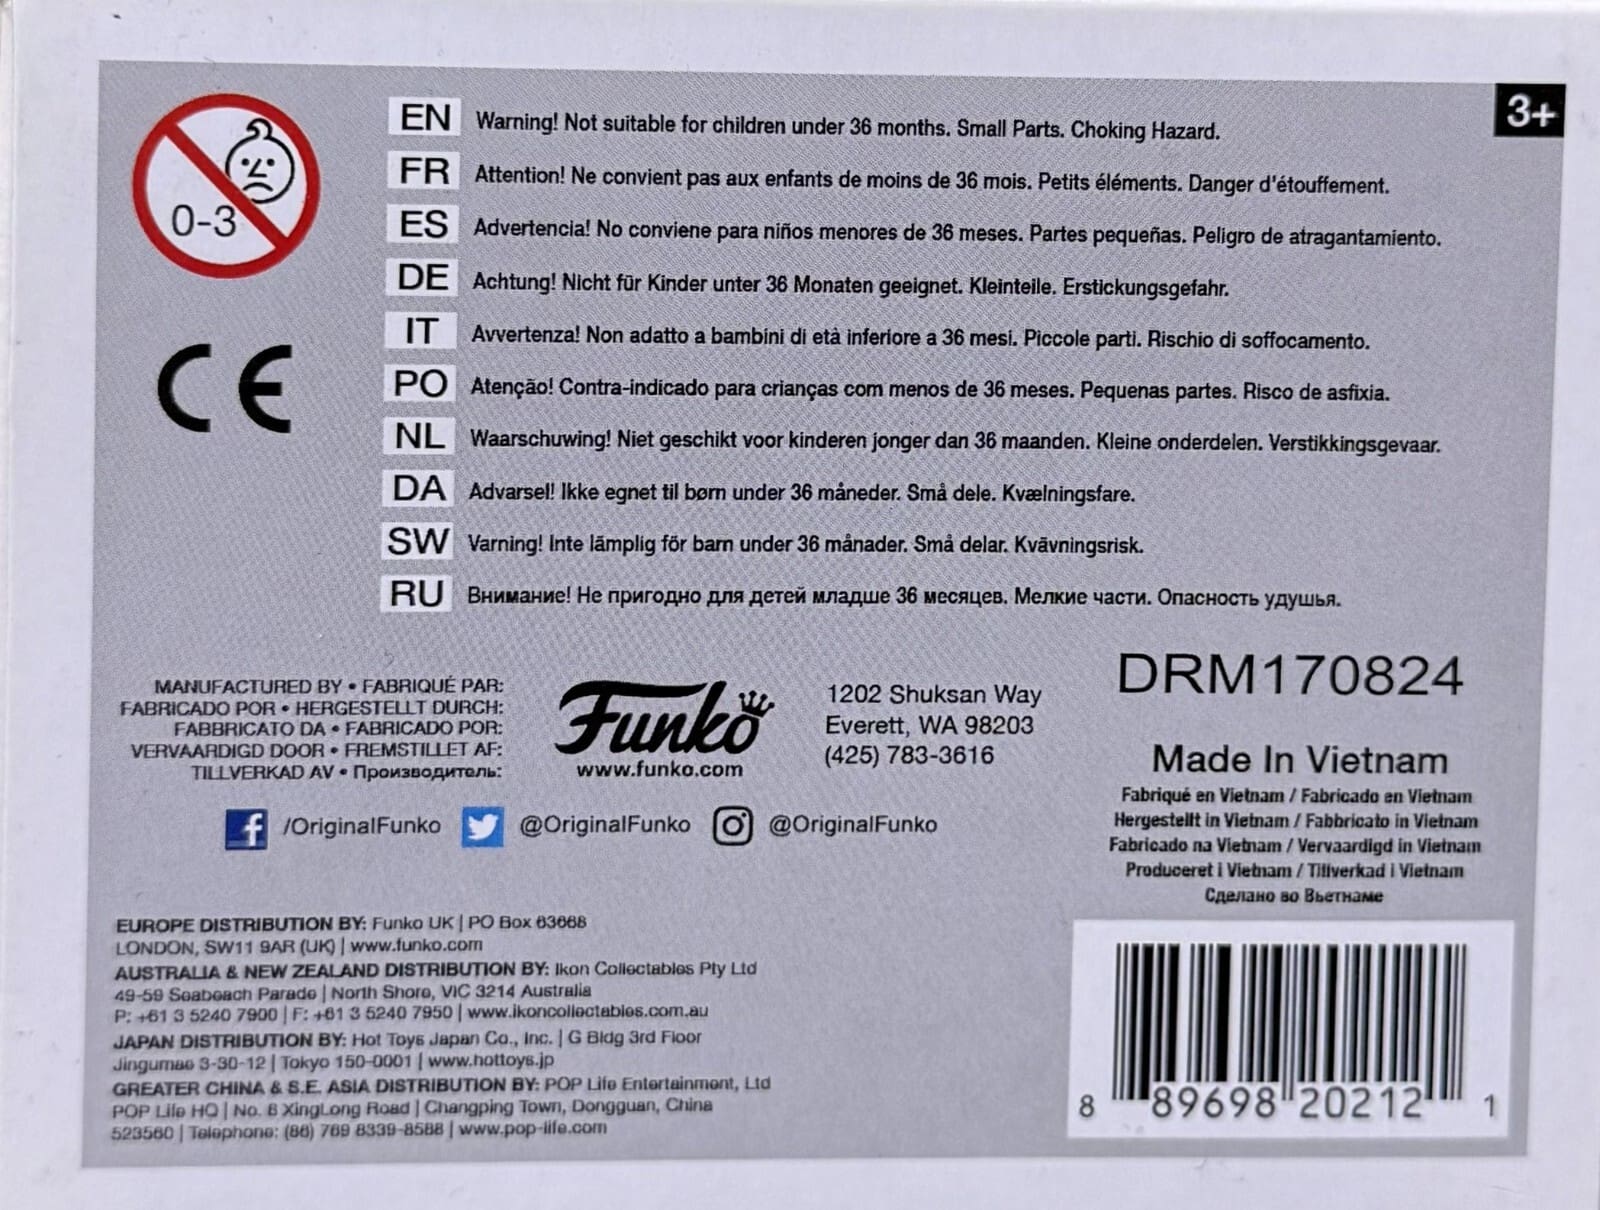 0-3
3+
EN Warning! Not suitable for children under 36 months. Small Parts. Choking Hazard.
FR Attention! Ne convient pas aux enfants de moins de 36 mois. Petits éléments. Danger d'étouffement.
ES Advertencia! No conviene para niños menores de 36 meses. Partes pequeñas. Peligro de atragantamiento.
DE Achtung! Nicht für Kinder unter 36 Monaten geeignet. Kleinteile. Erstickungsgefahr.
IT Avvertenza! Non adatto a bambini di età inferiore a 36 mesi. Piccole parti. Rischio di soffocamento.
PO Atenção! Contra-indicado para crianças com menos de 36 meses. Pequenas partes. Risco de asfixia.
NL Waarschuwing! Niet geschikt voor kinderen jonger dan 36 maanden. Kleine onderdelen. Verstikkingsgevaar.
DA Advarsel! Ikke egnet til børn under 36 måneder. Små dele. Kvælningsfare.
SW Varning! Inte lämplig för barn under 36 månader. Små delar. Kvävningsrisk.
RU Внимание! Не пригодно для детей младше 36 месяцев. Мелкие части. Опасность удушья.
CE
MANUFACTURED BY • FABRIQUÉ PAR:
FABRICADO POR • HERGESTELLT DURCH:
FABBRICATO DA • FABRICADO POR:
VERVAARDIGD DOOR • FREMSTILLET AF:
TILLVERKAD AV • Производитель:
Funko
www.funko.com
1202 Shuksan Way
Everett, WA 98203
(425) 783-3616
DRM170824
Made In Vietnam
Fabriqué en Vietnam / Fabricado en Vietnam
Hergestellt in Vietnam / Fabbricato in Vietnam
Fabricado na Vietnam / Vervaardigd in Vietnam
Produceret i Vietnam / Tillverkad i Vietnam
Сделано во Вьетнаме
/OriginalFunko @OriginalFunko @OriginalFunko
EUROPE DISTRIBUTION BY: Funko UK | PO Box 63668
LONDON, SW11 9AR (UK) | www.funko.com
AUSTRALIA & NEW ZEALAND DISTRIBUTION BY: Ikon Collectables Pty Ltd
49-59 Seabeach Parade | North Shore, VIC 3214 Australia
P: +61 3 5240 7900 | F: +61 3 5240 7950 | www.ikoncollectables.com.au
JAPAN DISTRIBUTION BY: Hot Toys Japan Co., Inc. | G Bldg 3rd Floor
Jingumae 3-30-12 | Tokyo 150-0001 | www.hottoys.jp
GREATER CHINA & S.E. ASIA DISTRIBUTION BY: POP Life Entertainment, Ltd
POP Life HQ | No. 8 XingLong Road | Changping Town, Dongguan, China
523560 | Telephone: (86) 769 8339-8588 | www.pop-life.com
8 89698 20212 1